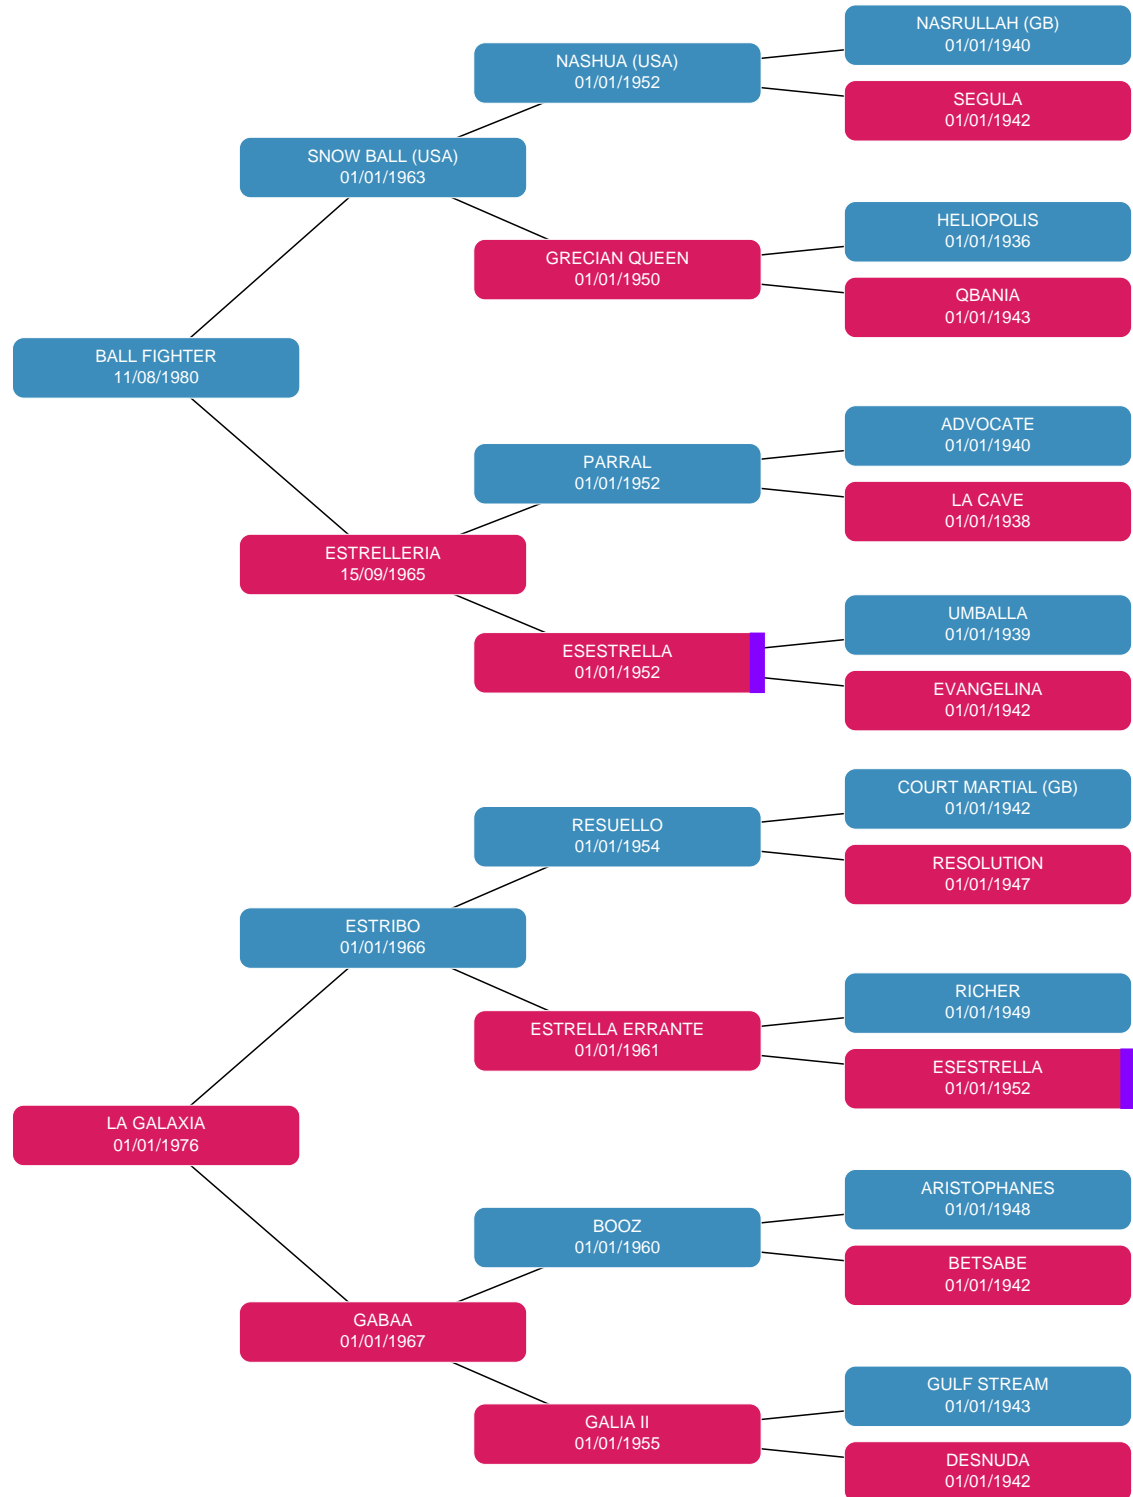 NASRULLAH (GB)
01/01/1940
NASHUA (USA)
01/01/1952
SEGULA
01/01/1942
SNOW BALL (USA)
01/01/1963
HELIOPOLIS
01/01/1936
GRECIAN QUEEN
01/01/1950
QBANIA
01/01/1943
BALL FIGHTER
11/08/1980
ADVOCATE
01/01/1940
PARRAL
01/01/1952
LA CAVE
01/01/1938
ESTRELLERIA
15/09/1965
UMBALLA
01/01/1939
ESESTRELLA
01/01/1952
EVANGELINA
01/01/1942
COURT MARTIAL (GB)
01/01/1942
RESUELLO
01/01/1954
RESOLUTION
01/01/1947
ESTRIBO
01/01/1966
RICHER
01/01/1949
ESTRELLA ERRANTE
01/01/1961
ESESTRELLA
01/01/1952
LA GALAXIA
01/01/1976
ARISTOPHANES
01/01/1948
BOOZ
01/01/1960
BETSABE
01/01/1942
GABAA
01/01/1967
GULF STREAM
01/01/1943
GALIA II
01/01/1955
DESNUDA
01/01/1942